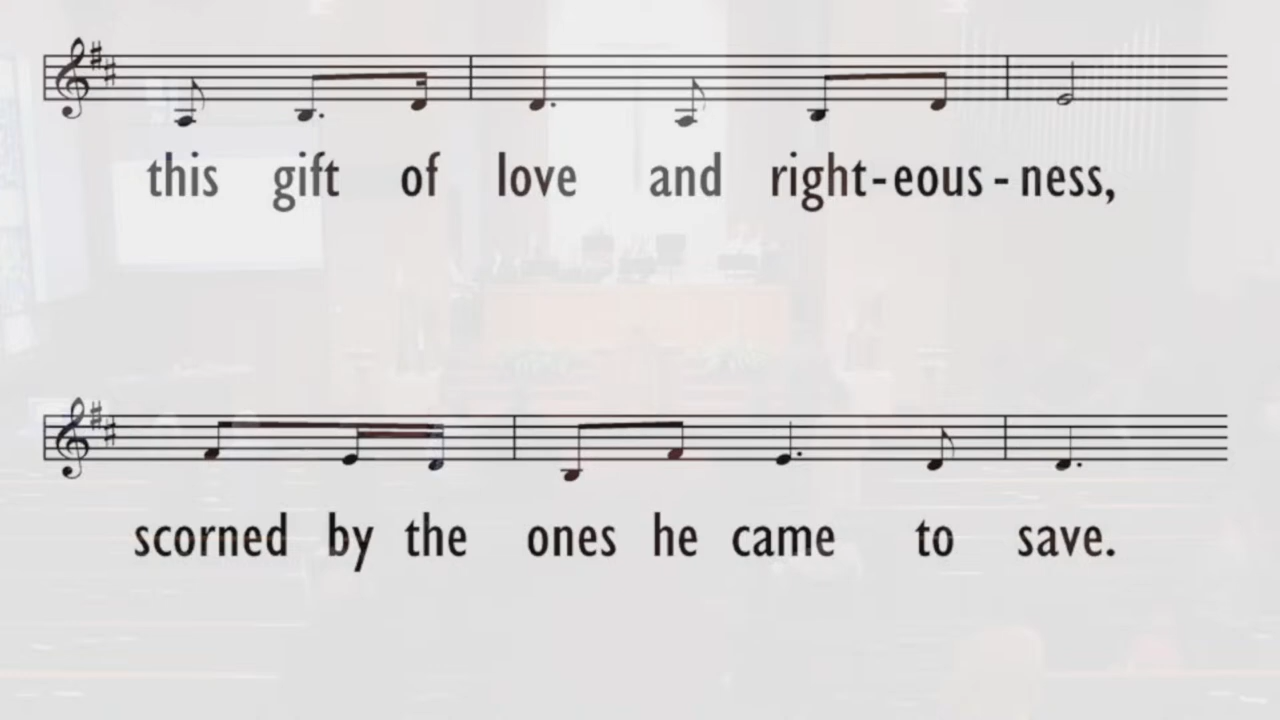 this gift of love and right-eous-ness,
scorned by the ones he came to save.